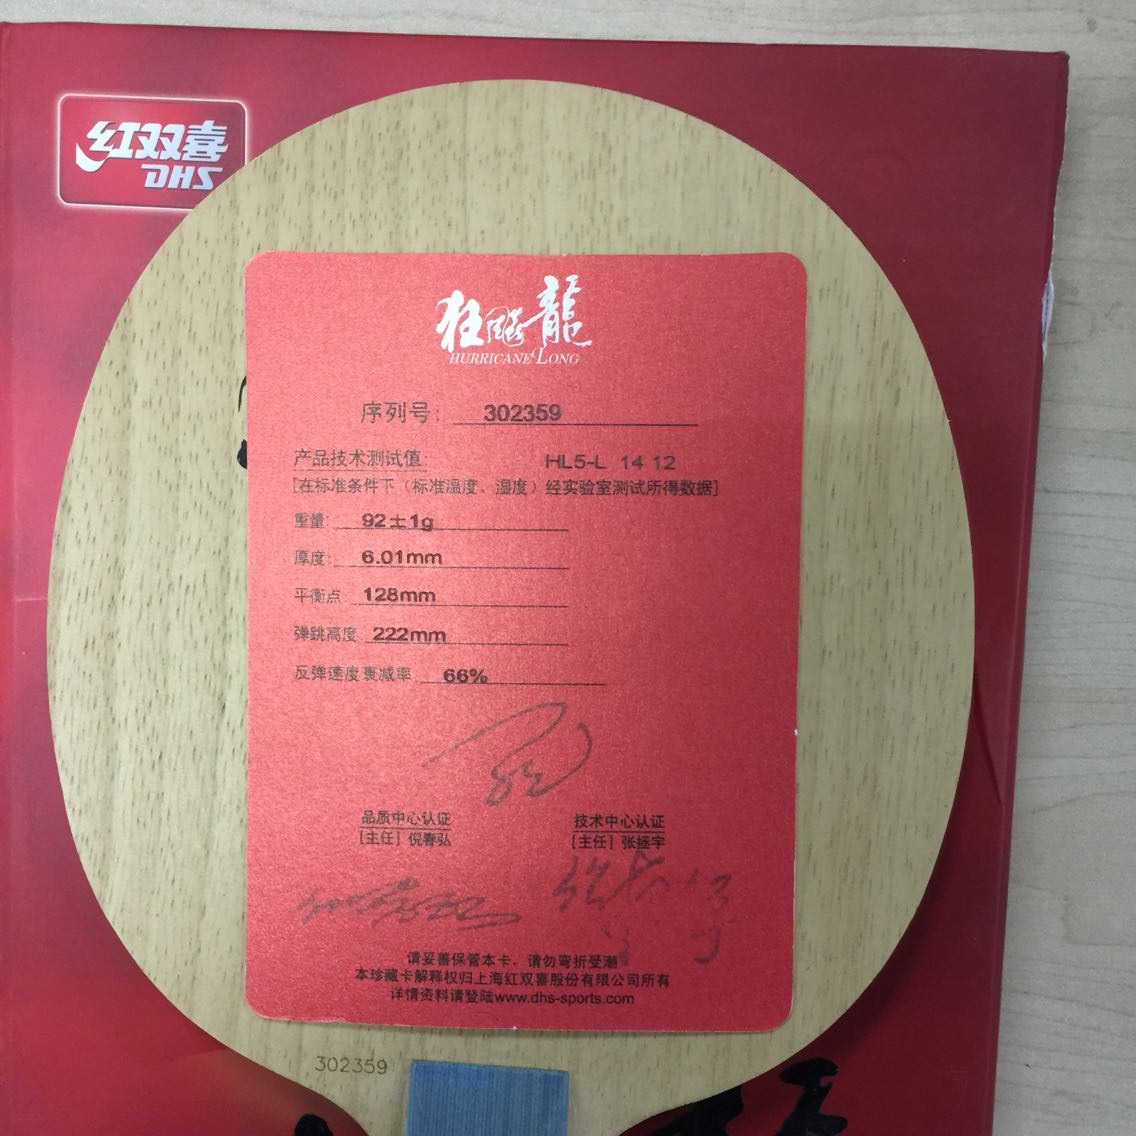 红双喜
DHS
狂飚龍
HURRICANE LONG
序列号: 302359
产品技术测试值: HL5-L 14 12
[在标准条件下（标准温度、湿度）经实验室测试所得数据]
重量: 92±1g
厚度: 6.01mm
平衡点: 128mm
弹跳高度 222mm
反弹速度衰减率 66%
品质中心认证 技术中心认证
[主任] 倪春弘 [主任] 张拯宇
请妥善保管本卡，请勿弯折受潮
本珍藏卡解释权归上海红双喜股份有限公司所有
详情资料请登陆www.dhs-sports.com
302359